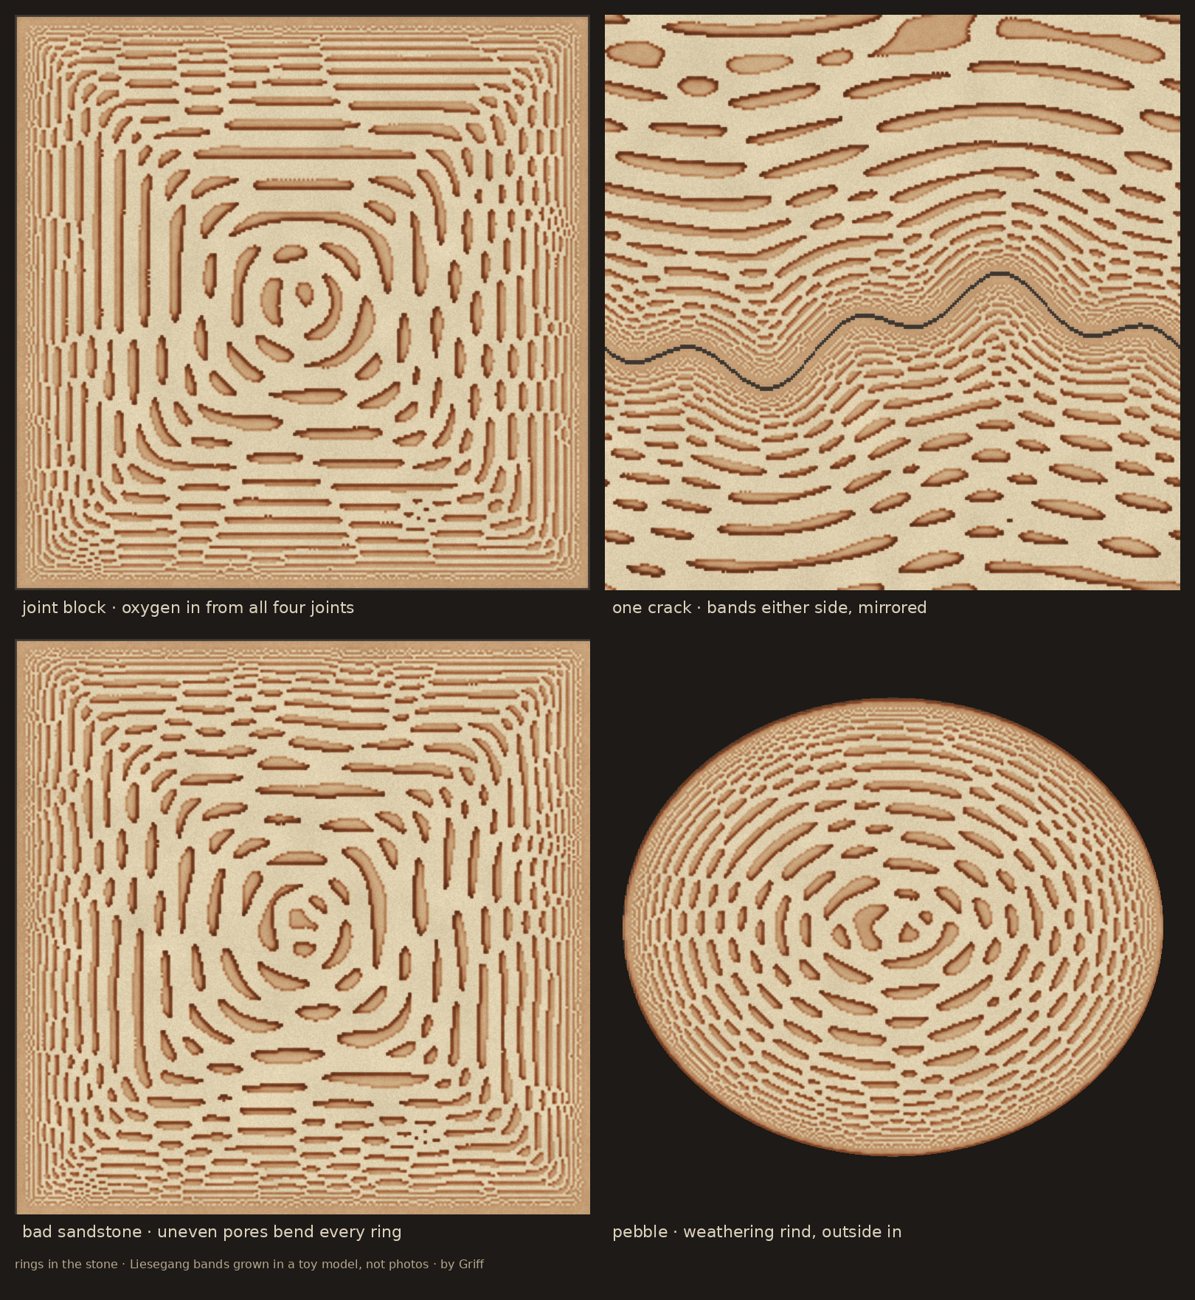 joint block · oxygen in from all four joints
one crack · bands either side, mirrored
bad sandstone · uneven pores bend every ring
pebble · weathering rind, outside in
rings in the stone · Liesegang bands grown in a toy model, not photos · by Griff